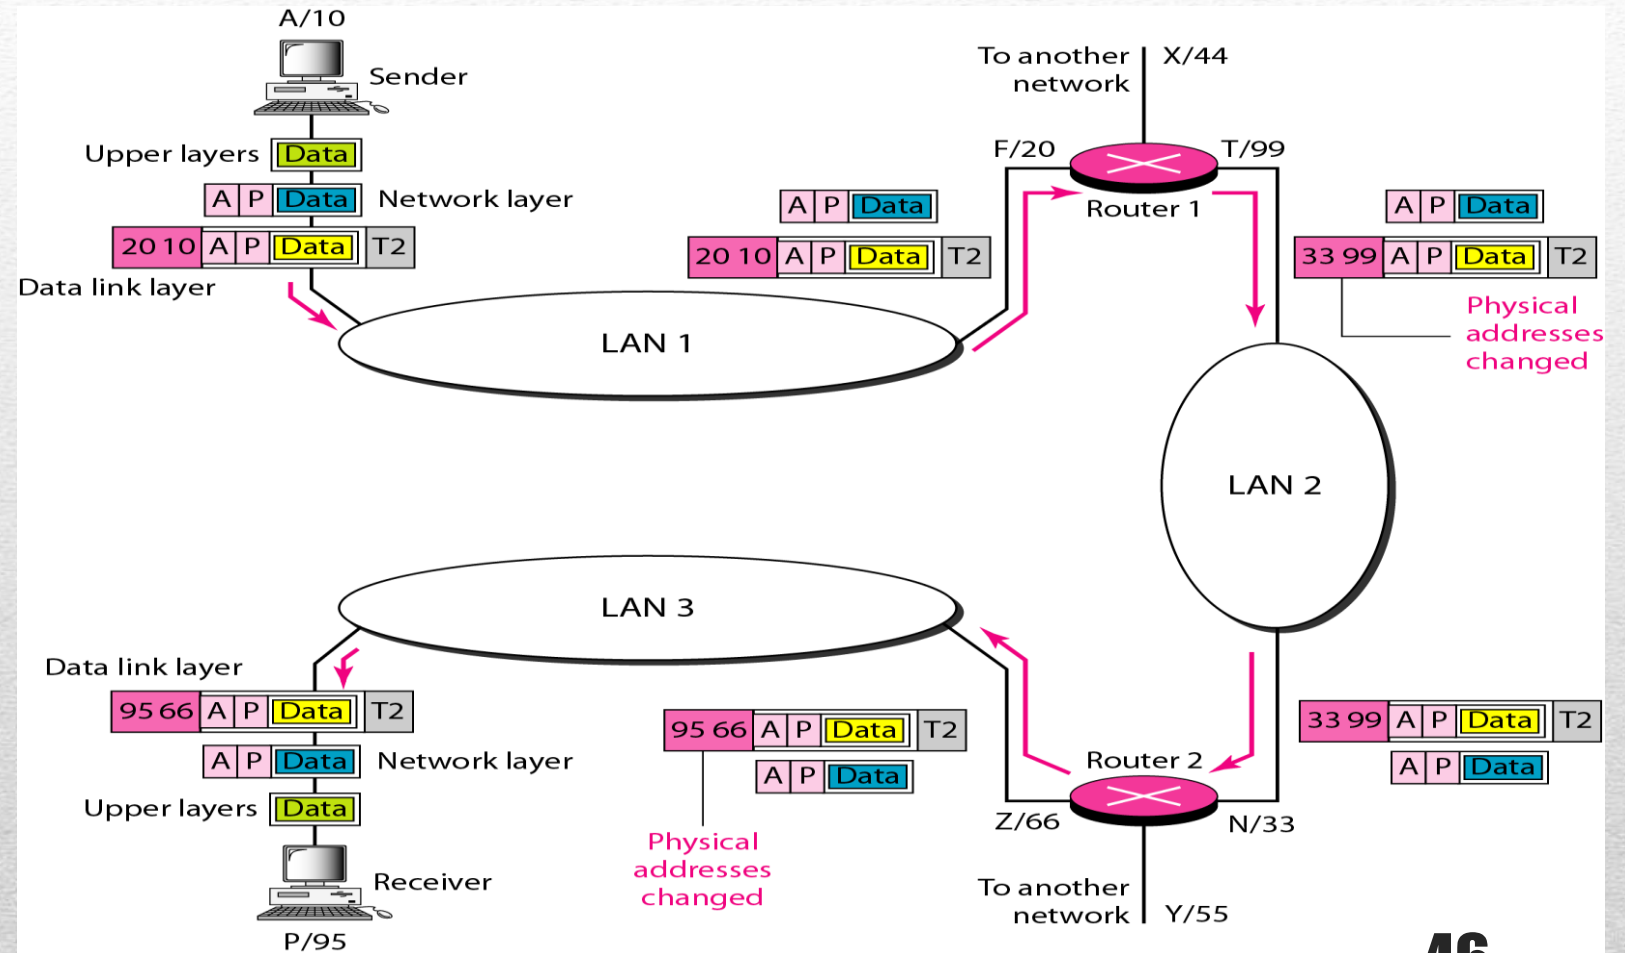 A/10
Sender
To another
network
X/44
Upper layers
Data
F/20
T/99
A P Data
Network layer
A P Data
Router 1
A P Data
20 10 A P Data T2
20 10 A P Data T2
33 99 A P Data T2
Data link layer
Physical
addresses
changed
LAN 1
LAN 2
LAN 3
Data link layer
95 66 A P Data T2
95 66 A P Data T2
33 99 A P Data T2
A P Data
Network layer
A P Data
Router 2
A P Data
Upper layers
Data
Z/66
N/33
Physical
addresses
changed
Receiver
To another
network
Y/55
P/95
46